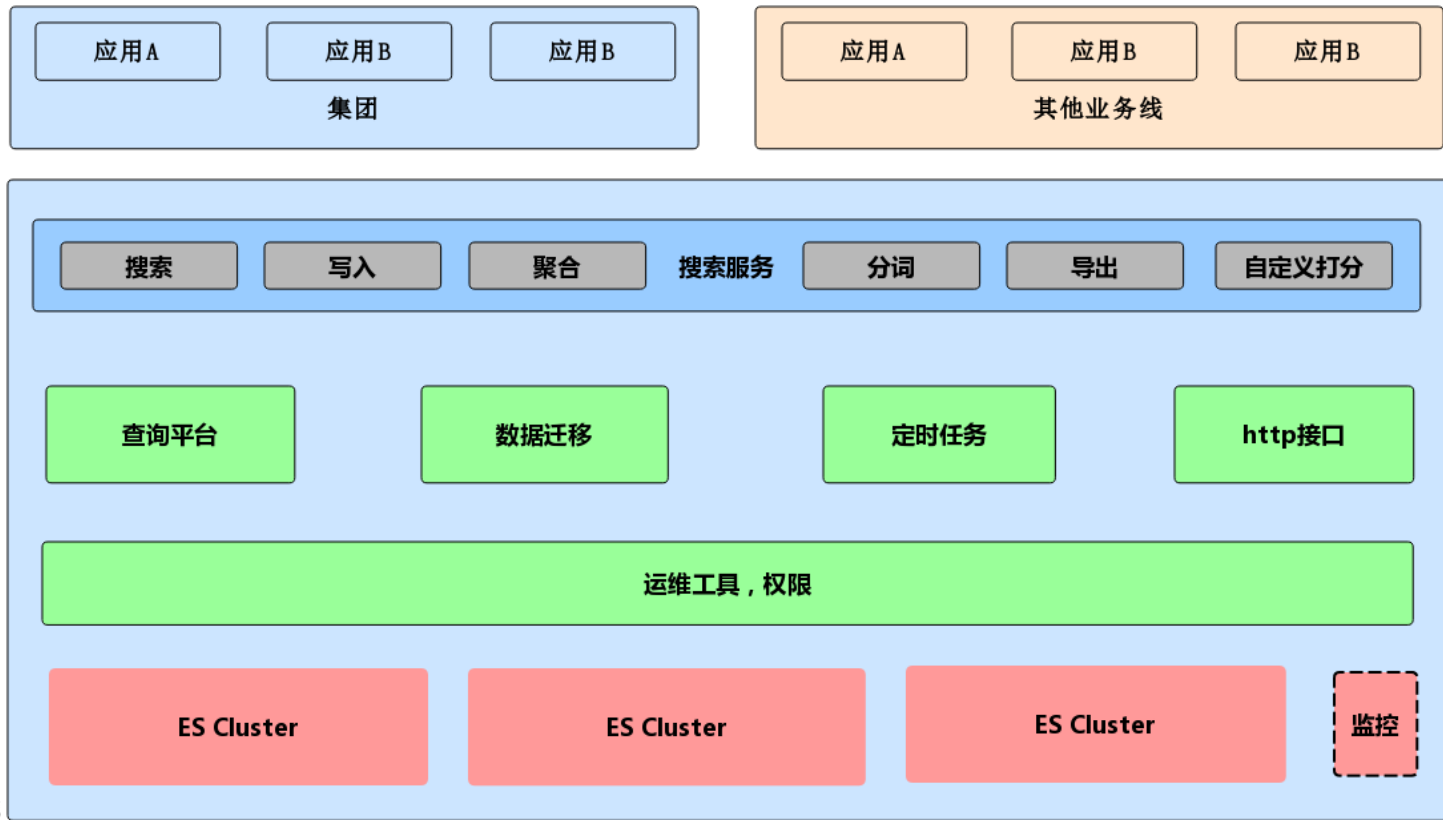 应用A
应用B
应用B
集团
应用A
应用B
应用B
其他业务线
搜索
写入
聚合
搜索服务
分词
导出
自定义打分
查询平台
数据迁移
定时任务
http接口
运维工具，权限
ES Cluster
ES Cluster
ES Cluster
监控